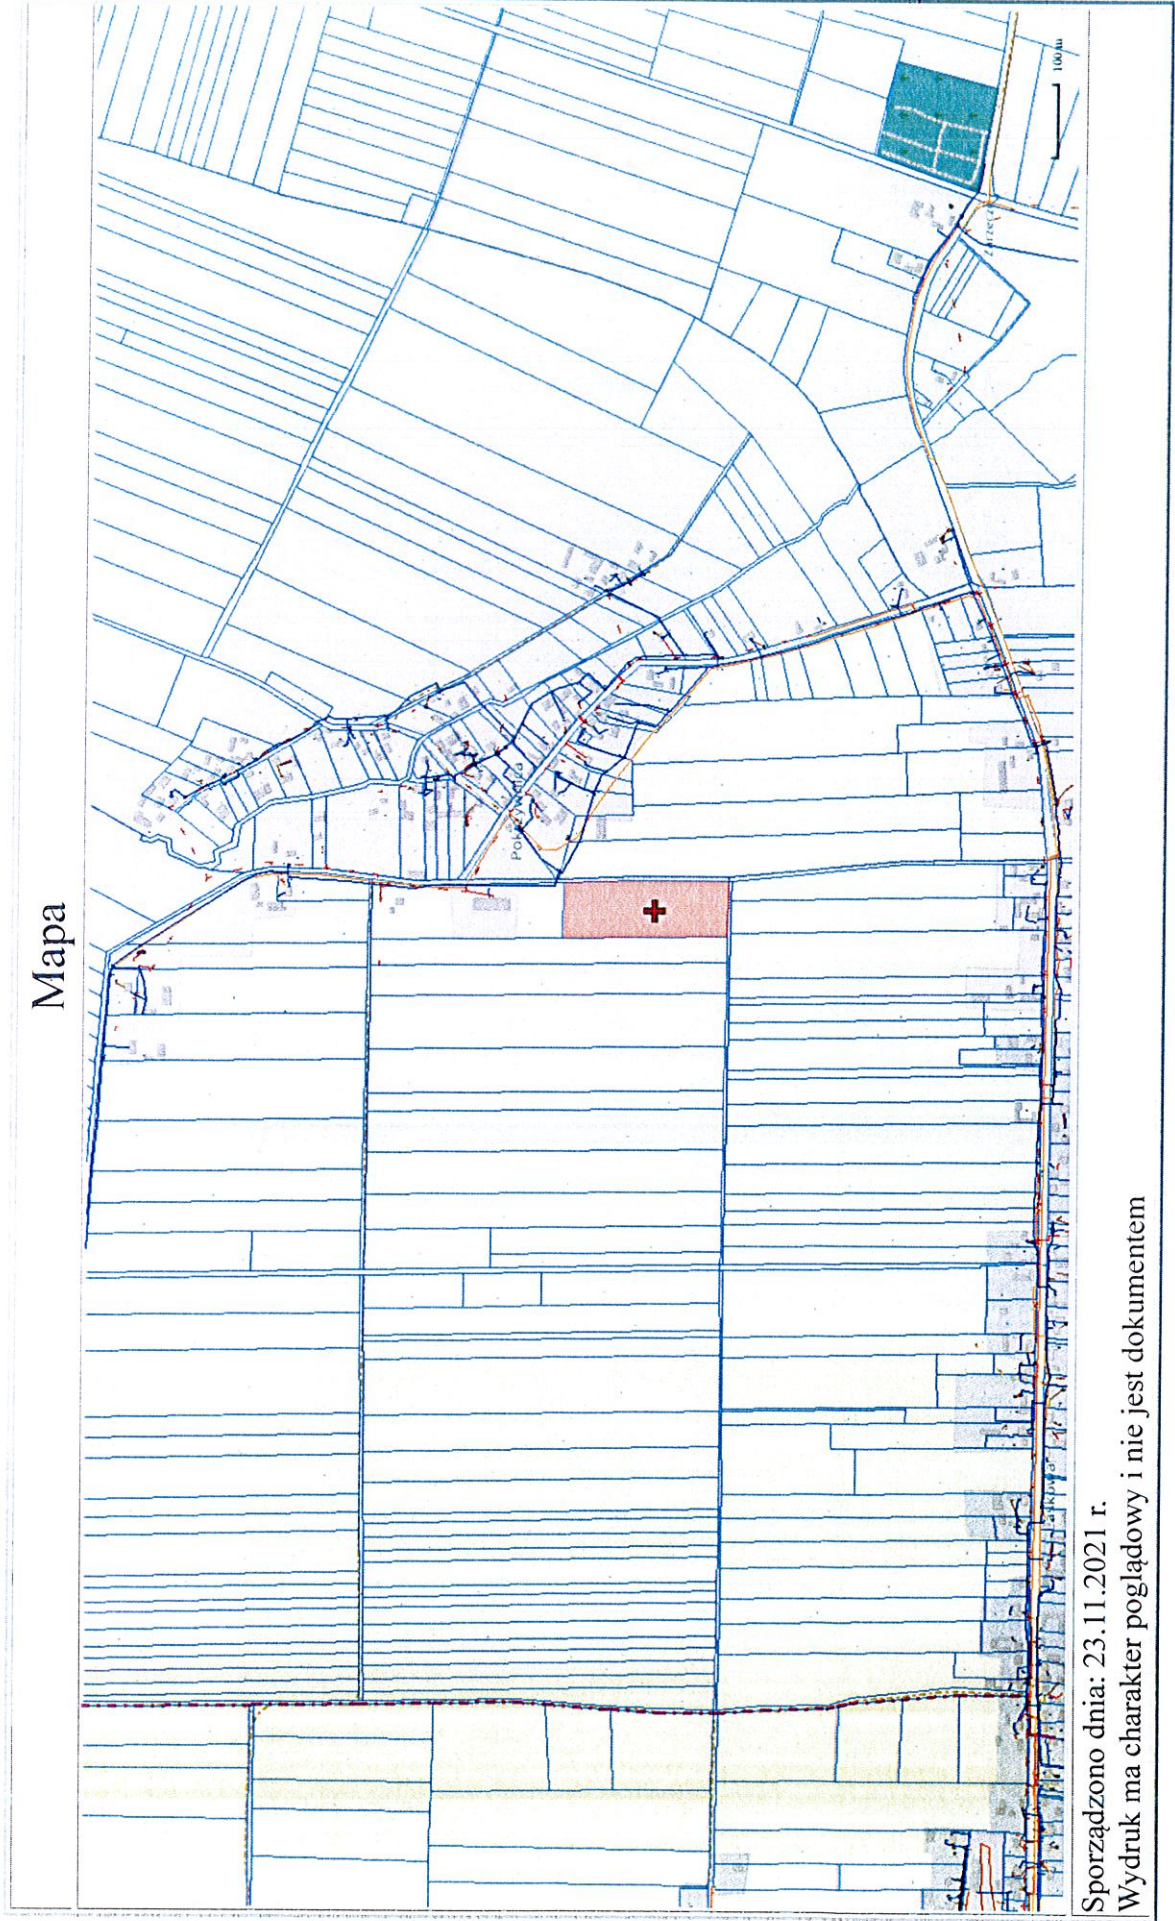 Mapa
100 m
Sporządzono dnia: 23.11.2021 r.
Wydruk ma charakter poglądowy i nie jest dokumentem